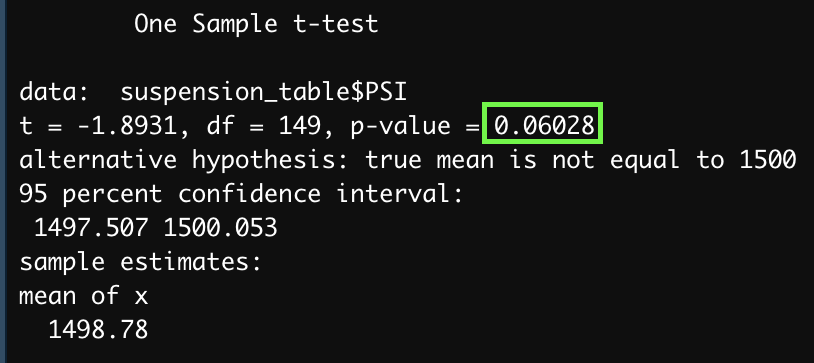 One Sample t-test
data:  suspension_table$PSI
t = -1.8931, df = 149, p-value = 0.06028
alternative hypothesis: true mean is not equal to 1500
95 percent confidence interval:
1497.507 1500.053
sample estimates:
mean of x
1498.78